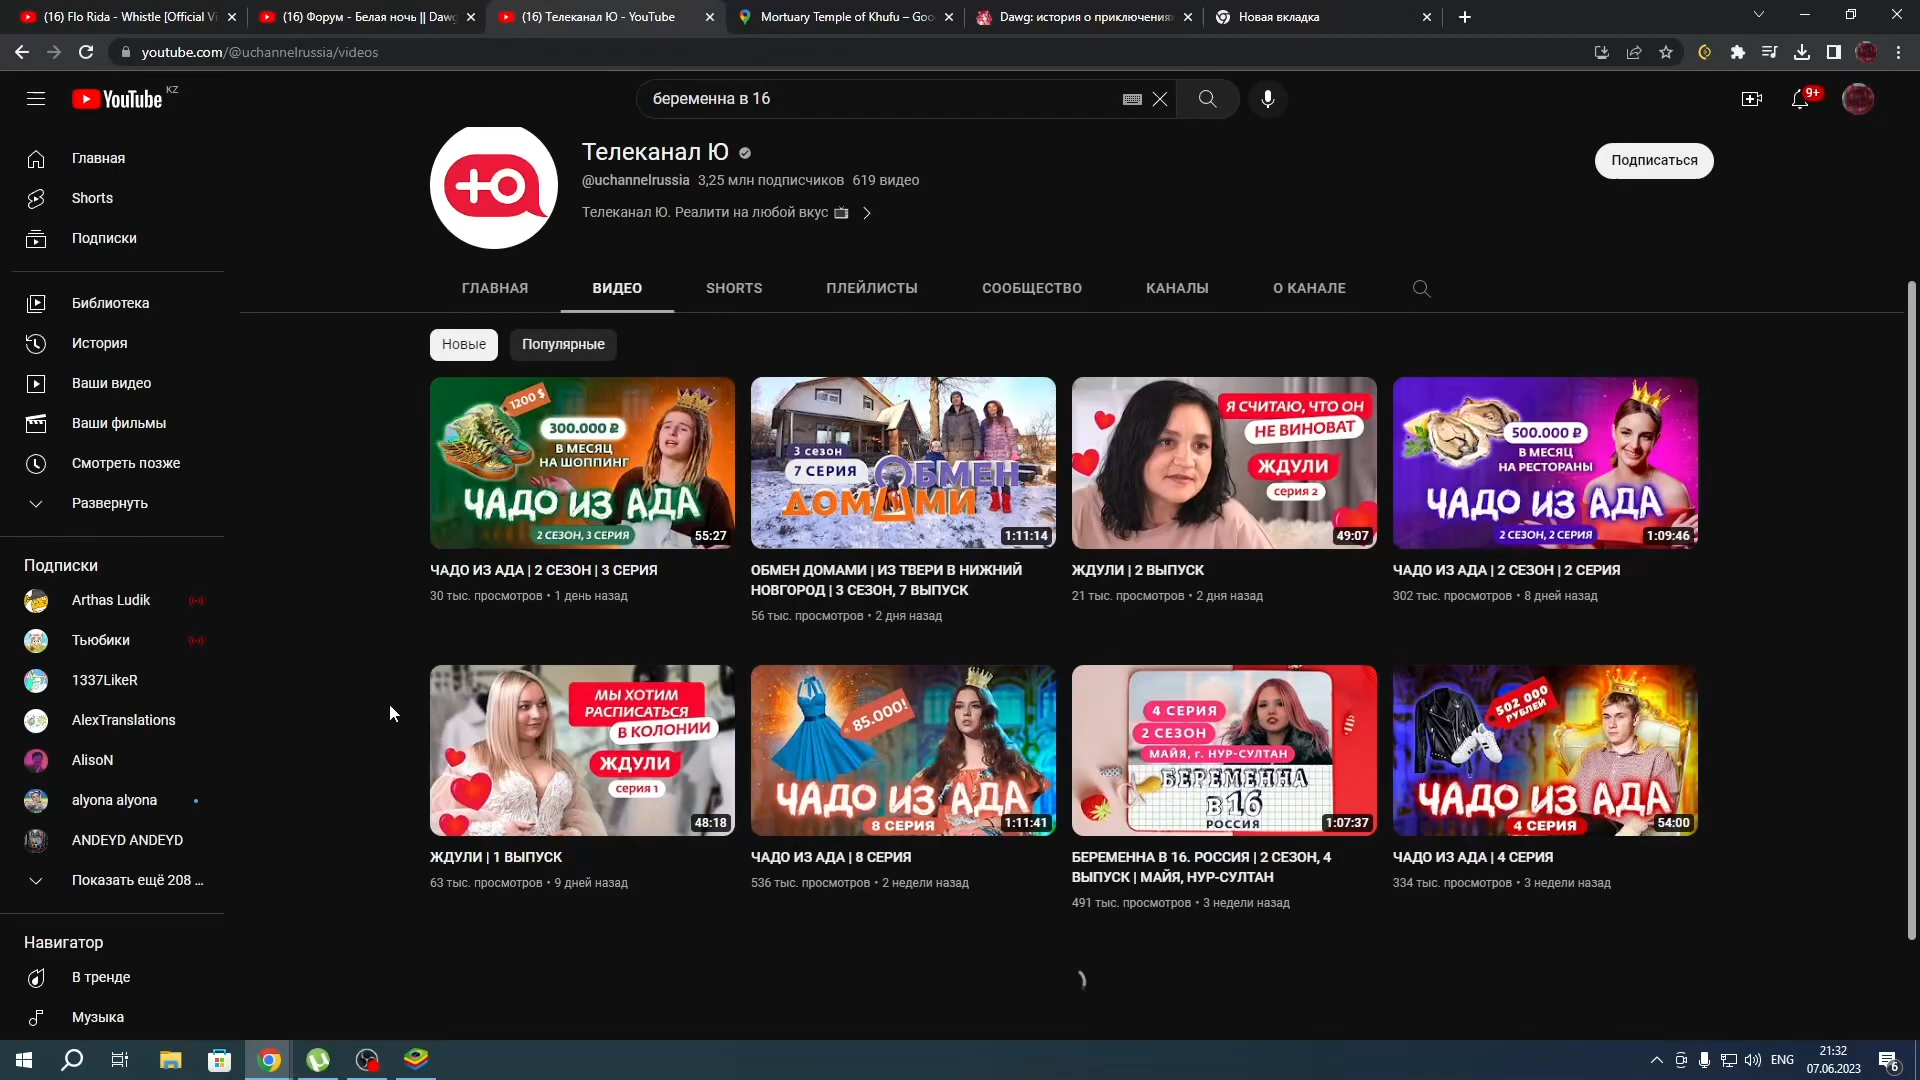 (16) Flo Rida - Whistle [Official V
(16) Форум - Белая ночь || Dawg
(16) Телеканал Ю - YouTube
Mortuary Temple of Khufu – Goo
Dawg: история о приключениях
Новая вкладка
youtube.com/@uchannelrussia/videos
YouTube KZ
беременна в 16
9+
Главная
Shorts
Подписки
Библиотека
История
Ваши видео
Ваши фильмы
Смотреть позже
Развернуть
Подписки
Arthas Ludik
Тьюбики
1337LikeR
AlexTranslations
AlisoN
alyona alyona
ANDEYD ANDEYD
Показать ещё 208 ...
Навигатор
В тренде
Музыка
Ю
Телеканал Ю
@uchannelrussia 3,25 млн подписчиков 619 видео
Телеканал Ю. Реалити на любой вкус
Подписаться
ГЛАВНАЯ
ВИДЕО
SHORTS
ПЛЕЙЛИСТЫ
СООБЩЕСТВО
КАНАЛЫ
О КАНАЛЕ
Новые
Популярные
1200 $
300.000 ₽
В МЕСЯЦ
НА ШОППИНГ
ЧАДО ИЗ АДА
2 СЕЗОН, 3 СЕРИЯ
55:27
ЧАДО ИЗ АДА | 2 СЕЗОН | 3 СЕРИЯ
30 тыс. просмотров • 1 день назад
3 сезон
7 СЕРИЯ
ОБМЕН
ДОМАМИ
1:11:14
ОБМЕН ДОМАМИ | ИЗ ТВЕРИ В НИЖНИЙ
НОВГОРОД | 3 СЕЗОН, 7 ВЫПУСК
56 тыс. просмотров • 2 дня назад
Я СЧИТАЮ, ЧТО ОН
НЕ ВИНОВАТ
ЖДУЛИ
серия 2
49:07
ЖДУЛИ | 2 ВЫПУСК
21 тыс. просмотров • 2 дня назад
500.000 ₽
В МЕСЯЦ
НА РЕСТОРАНЫ
ЧАДО ИЗ АДА
2 СЕЗОН, 2 СЕРИЯ
1:09:46
ЧАДО ИЗ АДА | 2 СЕЗОН | 2 СЕРИЯ
302 тыс. просмотров • 8 дней назад
МЫ ХОТИМ
РАСПИСАТЬСЯ
В КОЛОНИИ
ЖДУЛИ
серия 1
48:18
ЖДУЛИ | 1 ВЫПУСК
63 тыс. просмотров • 9 дней назад
85.000!
ЧАДО ИЗ АДА
8 СЕРИЯ
1:11:41
ЧАДО ИЗ АДА | 8 СЕРИЯ
536 тыс. просмотров • 2 недели назад
4 СЕРИЯ
2 СЕЗОН
МАЙЯ, г. НУР-СУЛТАН
БЕРЕМЕННА
В 16
РОССИЯ
1:07:37
БЕРЕМЕННА В 16. РОССИЯ | 2 СЕЗОН, 4
ВЫПУСК | МАЙЯ, НУР-СУЛТАН
491 тыс. просмотров • 3 недели назад
502 000
РУБЛЕЙ
ЧАДО ИЗ АДА
4 СЕРИЯ
54:00
ЧАДО ИЗ АДА | 4 СЕРИЯ
334 тыс. просмотров • 3 недели назад
ENG
21:32
07.06.2023
6